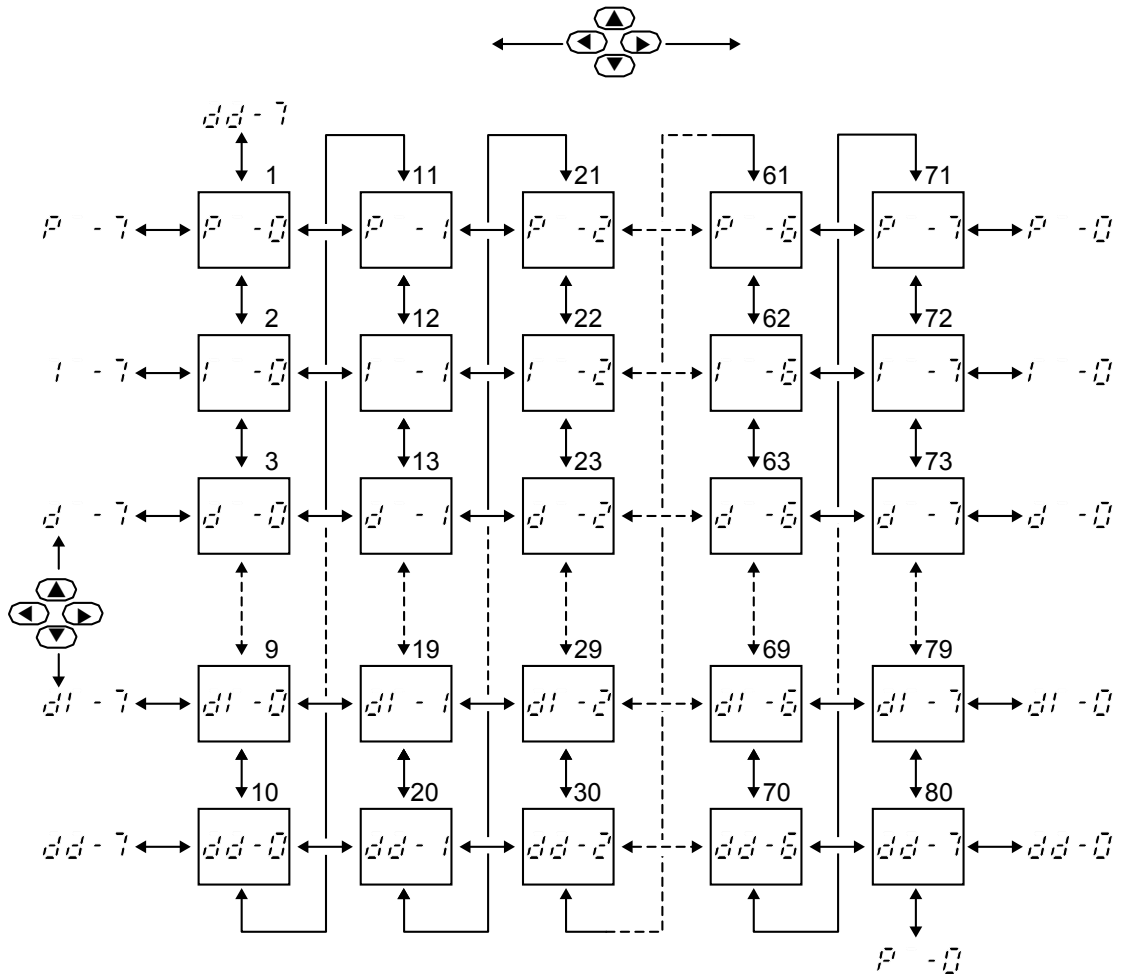 dd-7
1 11 21 61 71
P -7 P -0 P -1 P -2 P -6 P -7 P -0
2 12 22 62 72
I -7 I -0 I -1 I -2 I -6 I -7 I -0
3 13 23 63 73
d -7 d -0 d -1 d -2 d -6 d -7 d -0
9 19 29 69 79
dI -7 dI -0 dI -1 dI -2 dI -6 dI -7 dI -0
10 20 30 70 80
dd-7 dd-0 dd-1 dd-2 dd-6 dd-7 dd-0
P -0